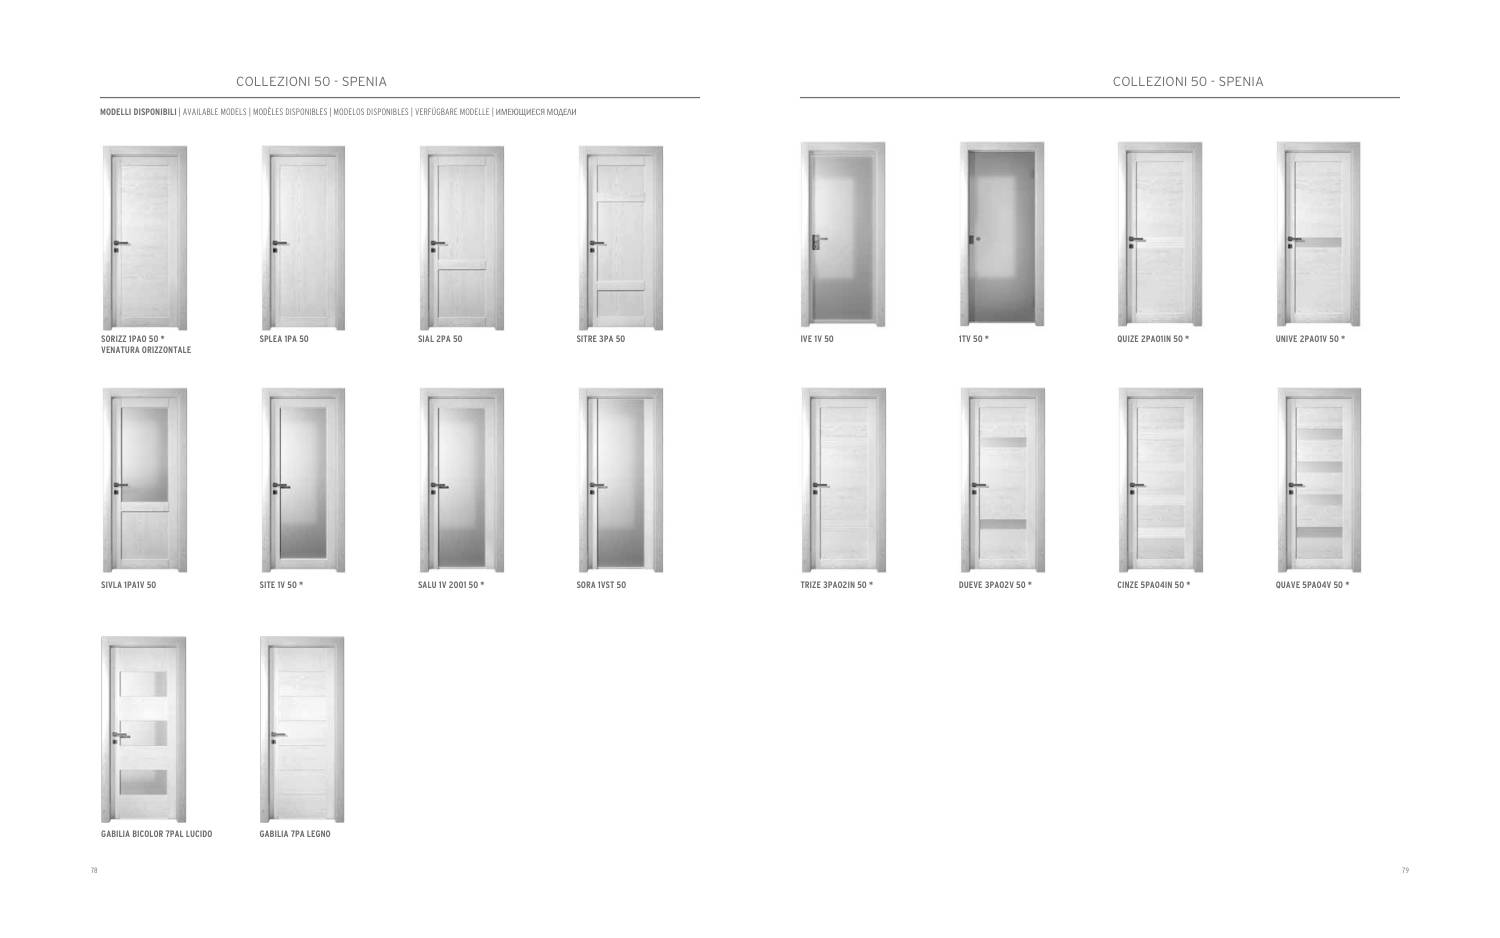 COLLEZIONI 50 - SPENIA
MODELLI DISPONIBILI | AVAILABLE MODELS | MODÈLES DISPONIBLES | MODELOS DISPONIBLES | VERFÜGBARE MODELLE | ИМЕЮЩИЕСЯ МОДЕЛИ
SORIZZ 1PAO 50 *
VENATURA ORIZZONTALE
SPLEA 1PA 50
SIAL 2PA 50
SITRE 3PA 50
SIVLA 1PA1V 50
SITE 1V 50 *
SALU 1V 2001 50 *
SORA 1VST 50
GABILIA BICOLOR 7PAL LUCIDO
GABILIA 7PA LEGNO
78
COLLEZIONI 50 - SPENIA
IVE 1V 50
1TV 50 *
QUIZE 2PAO1IN 50 *
UNIVE 2PAO1V 50 *
TRIZE 3PAO2IN 50 *
DUEVE 3PAO2V 50 *
CINZE 5PAO4IN 50 *
QUAVE 5PAO4V 50 *
79